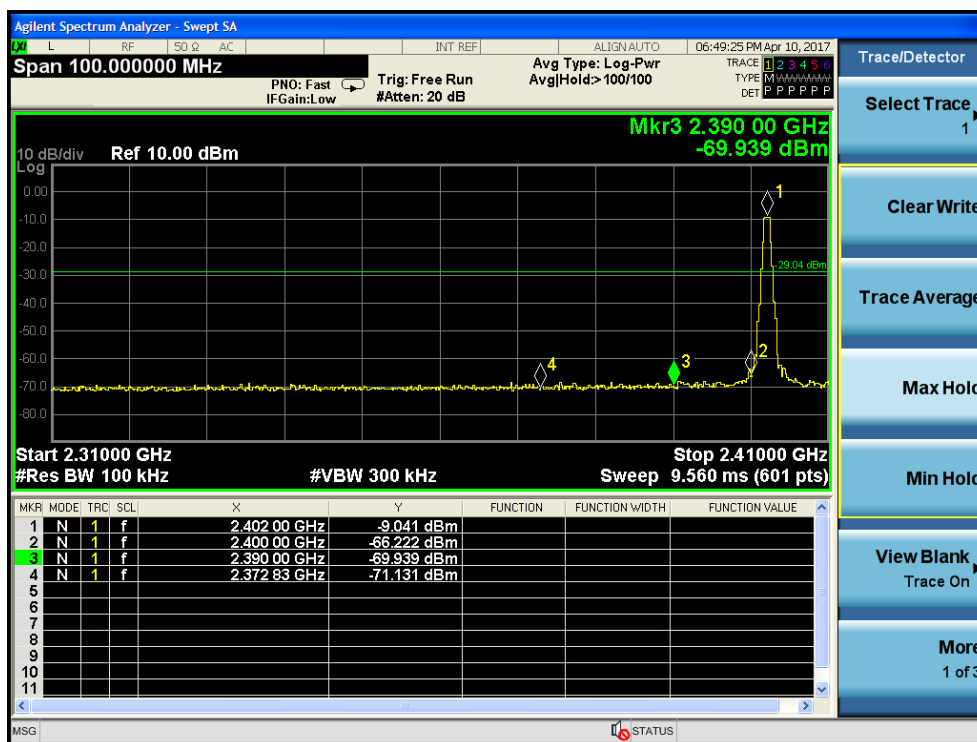 Agilent Spectrum Analyzer - Swept SA
LXI L RF 50 Ω AC INT REF ALIGN AUTO 06:49:25 PM Apr 10, 2017
Span 100.000000 MHz
PNO: Fast
IFGain:Low
Trig: Free Run
#Atten: 20 dB
Avg Type: Log-Pwr
Avg|Hold:>100/100
TRACE 1 2 3 4 5 6
TYPE M
DET P P P P P P
Mkr3 2.390 00 GHz
-69.939 dBm
10 dB/div Ref 10.00 dBm
Log
0.00
-10.0
-20.0
-30.0
-40.0
-50.0
-60.0
-70.0
-80.0
1
-29.04 dBm
2
3
4
Start 2.31000 GHz Stop 2.41000 GHz
#Res BW 100 kHz #VBW 300 kHz Sweep 9.560 ms (601 pts)
MKR MODE TRC SCL X Y FUNCTION FUNCTION WIDTH FUNCTION VALUE
1 N 1 f 2.402 00 GHz -9.041 dBm
2 N 1 f 2.400 00 GHz -66.222 dBm
3 N 1 f 2.390 00 GHz -69.939 dBm
4 N 1 f 2.372 83 GHz -71.131 dBm
5
6
7
8
9
10
11
MSG STATUS
Trace/Detector
Select Trace
1
Clear Write
Trace Average
Max Hold
Min Hold
View Blank
Trace On
More
1 of 3